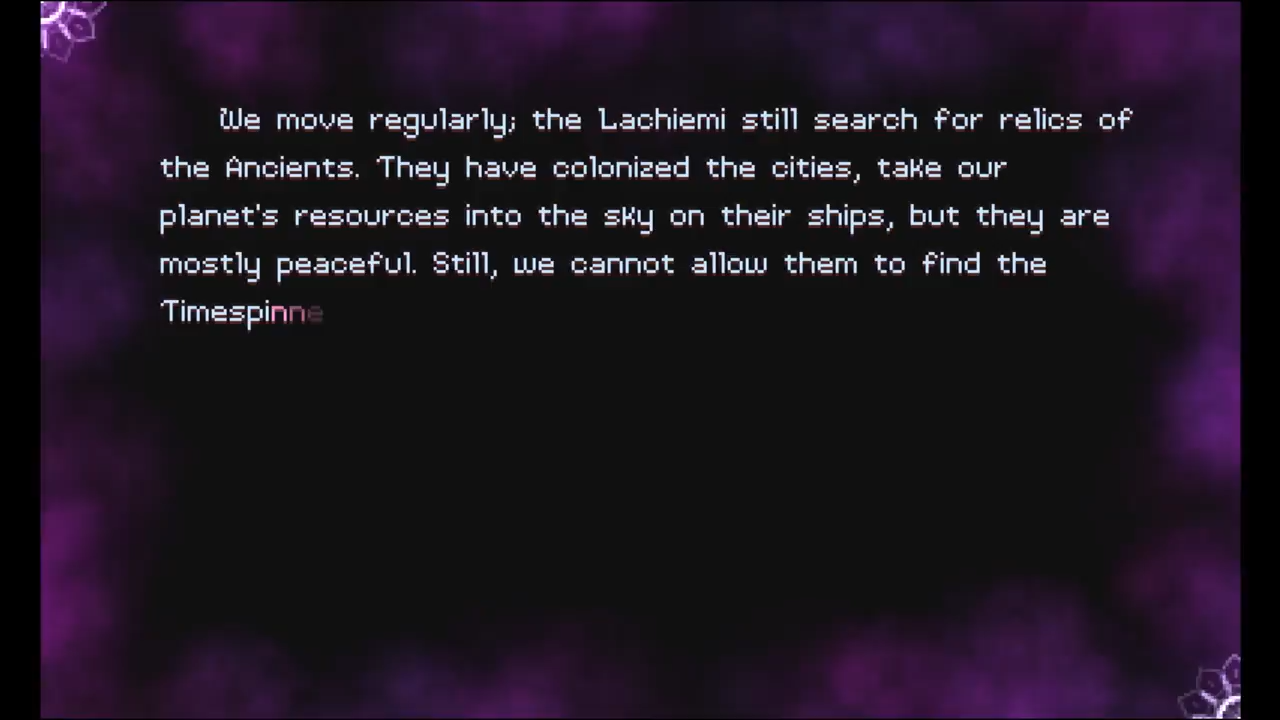 We move regularly; the Lachiemi still search for relics of
the Ancients. They have colonized the cities, take our
planet's resources into the sky on their ships, but they are
mostly peaceful. Still, we cannot allow them to find the
Timespinne